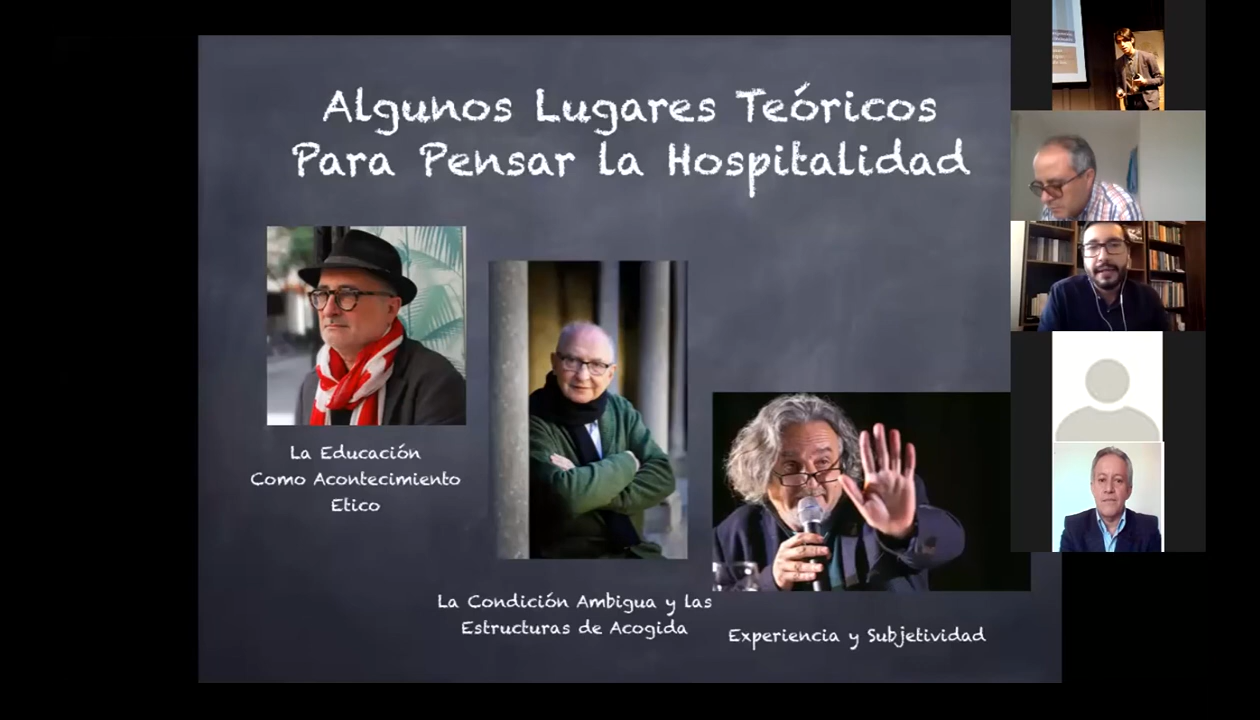 Algunos Lugares Teóricos
Para Pensar la Hospitalidad
La Educación
Como Acontecimiento
Etico
La Condición Ambigua y las
Estructuras de Acogida
Experiencia y Subjetividad